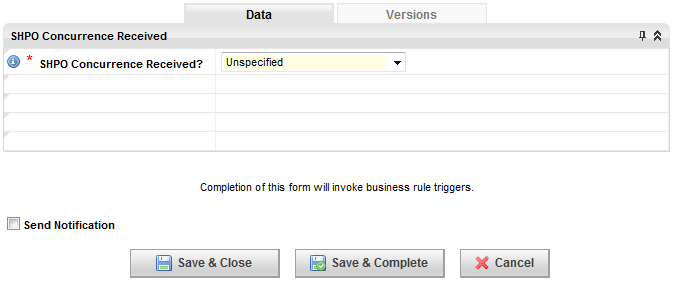 Data Versions
SHPO Concurrence Received
* SHPO Concurrence Received? Unspecified
Completion of this form will invoke business rule triggers.
Send Notification
Save & Close Save & Complete Cancel